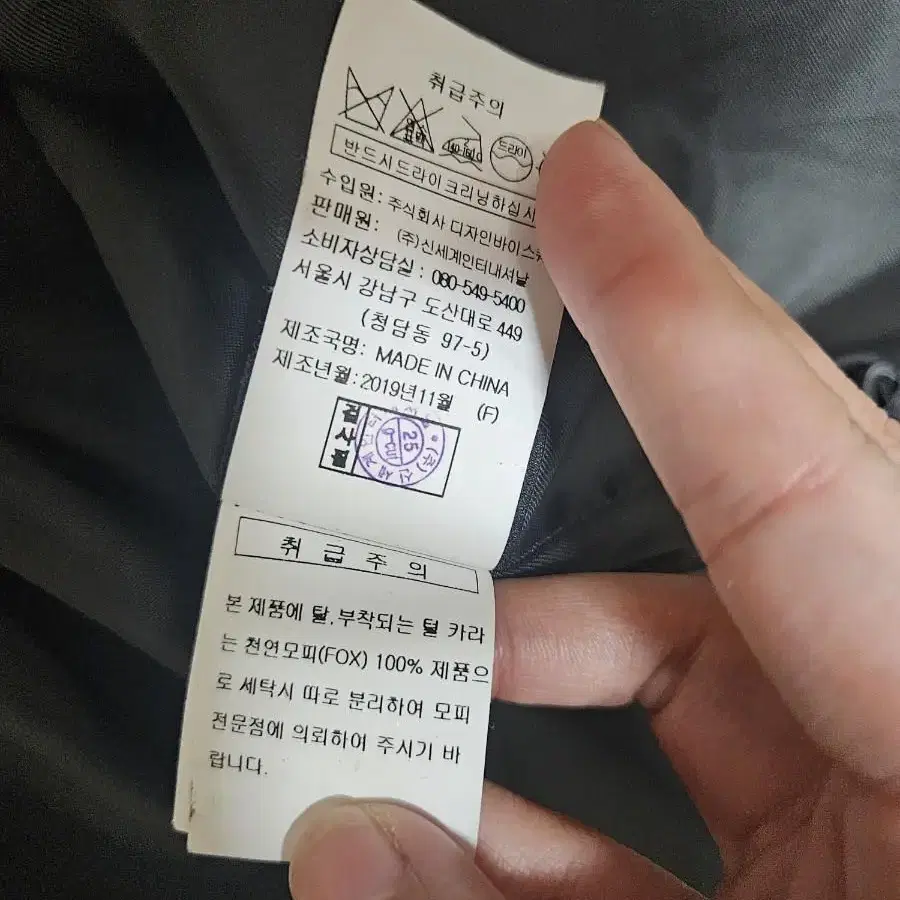 취급주의
드라이
반드시드라이크리닝하십시
수입원: 주식회사 디자인바이스
판매원: (주)신세계인터내셔날
소비자상담실 : 080-549-5400
서울시 강남구 도산대로 449
(청담동 97-5)
제조국명: MADE IN CHINA
제조년월:2019년11월 (F)
검사필
25
취급주의
본 제품에 탈,부착되는 털 카라
는 천연모피(FOX) 100% 제품으
로 세탁시 따로 분리하여 모피
전문점에 의뢰하여 주시기 바
랍니다.